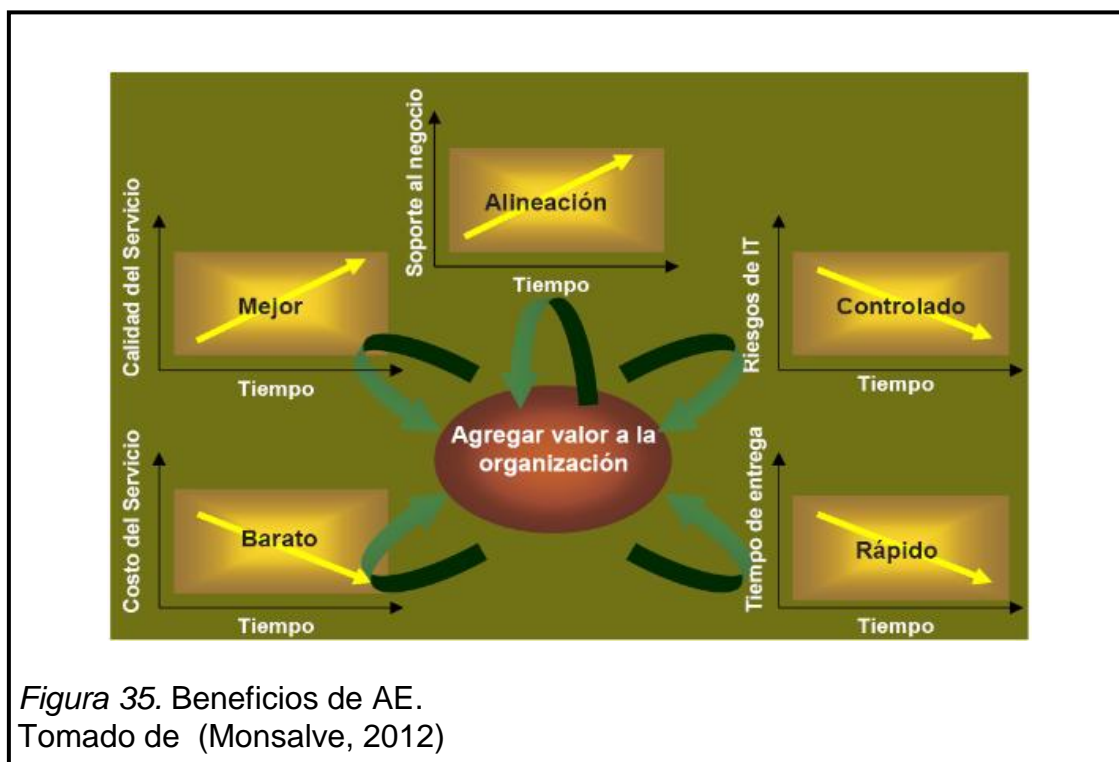 Soporte al negocio
Alineación
Tiempo
Calidad del Servicio
Mejor
Tiempo
Riesgos de IT
Controlado
Tiempo
Agregar valor a la
organización
Costo del Servicio
Barato
Tiempo
Tiempo de entrega
Rápido
Tiempo
Figura 35. Beneficios de AE.
Tomado de (Monsalve, 2012)